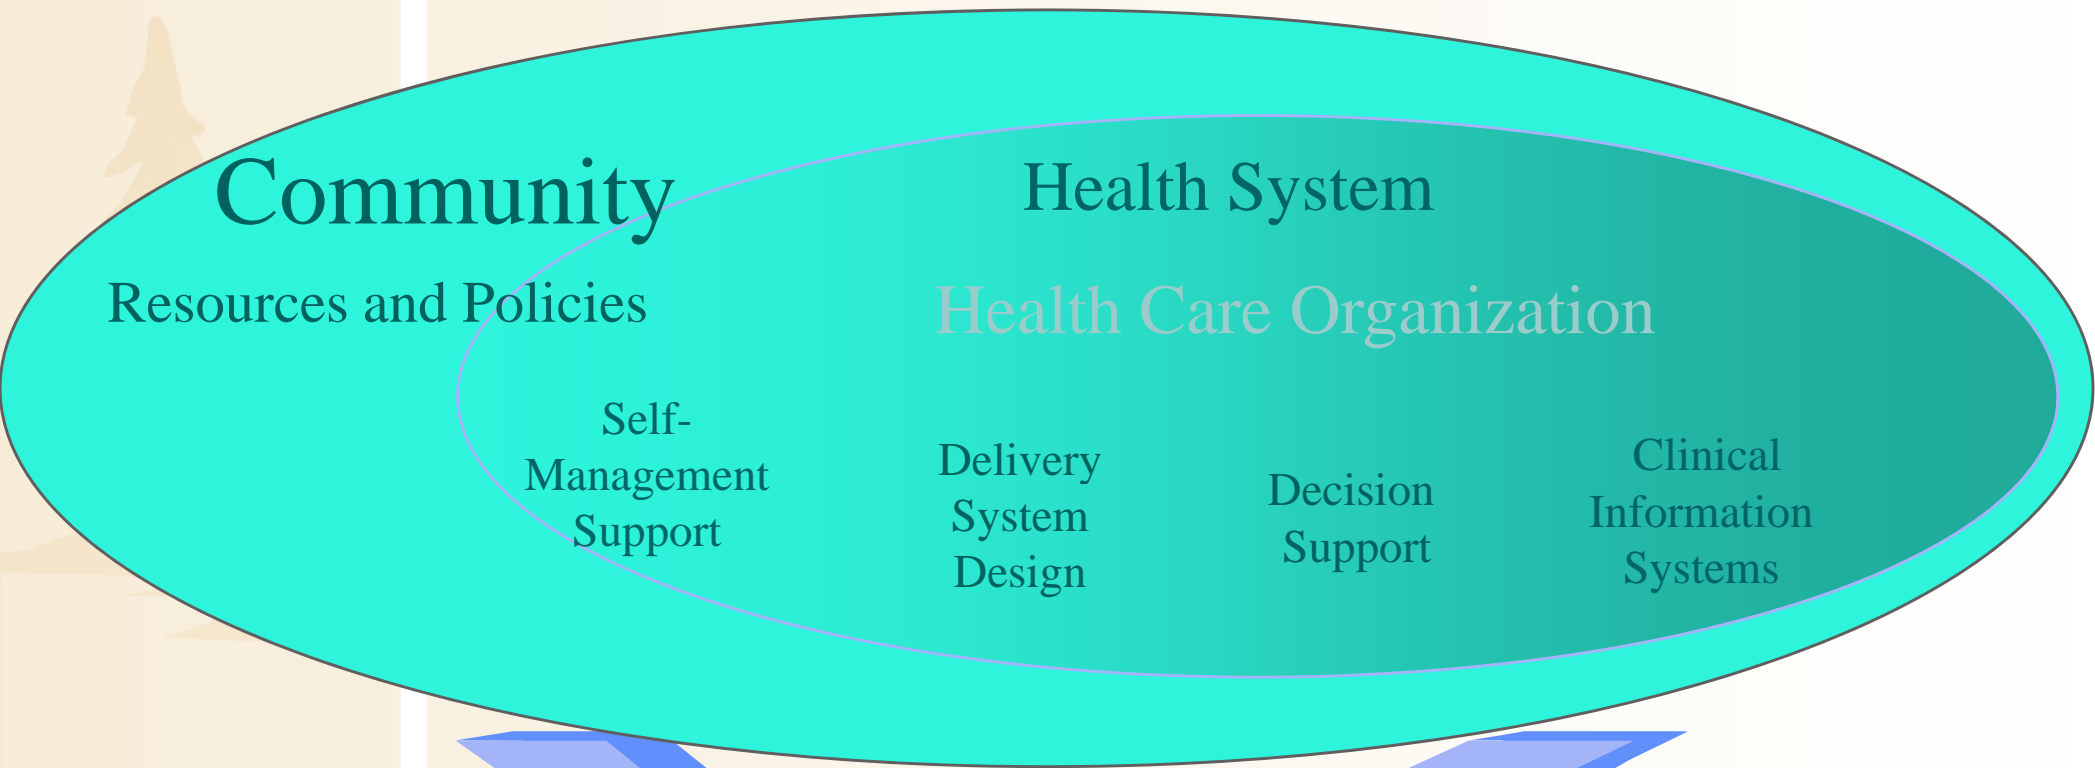 Community
Resources and Policies
Health System
Health Care Organization
Self-
Management
Support
Delivery
System
Design
Decision
Support
Clinical
Information
Systems